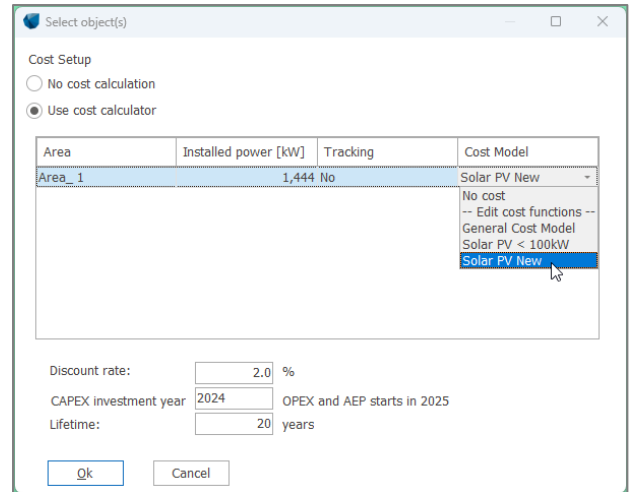 Select object(s)
Cost Setup
No cost calculation
Use cost calculator
Area Installed power [kW] Tracking Cost Model
Area_ 1 1,444 No Solar PV New
No cost
-- Edit cost functions --
General Cost Model
Solar PV < 100kW
Solar PV New
Discount rate: 2.0 %
CAPEX investment year 2024 OPEX and AEP starts in 2025
Lifetime: 20 years
Ok Cancel